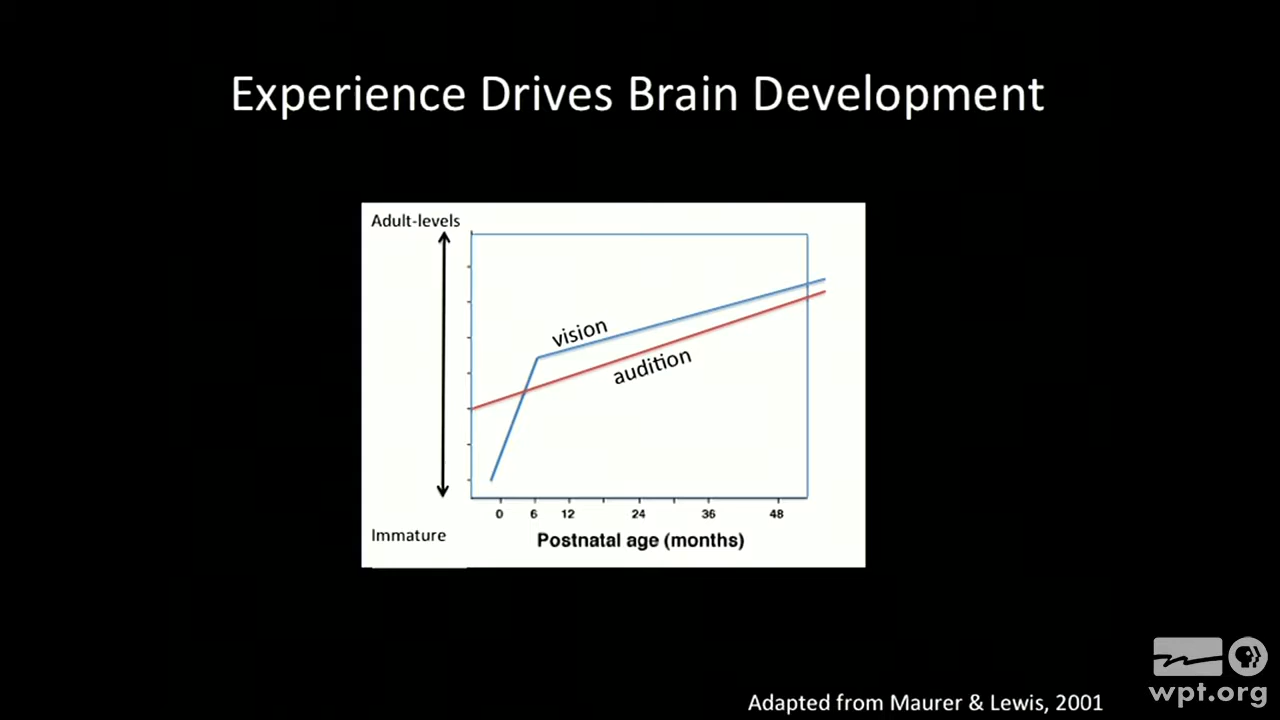 Experience Drives Brain Development
Adult-levels
vision
audition
0 6 12 24 36 48
Immature
Postnatal age (months)
wpt.org
Adapted from Maurer & Lewis, 2001